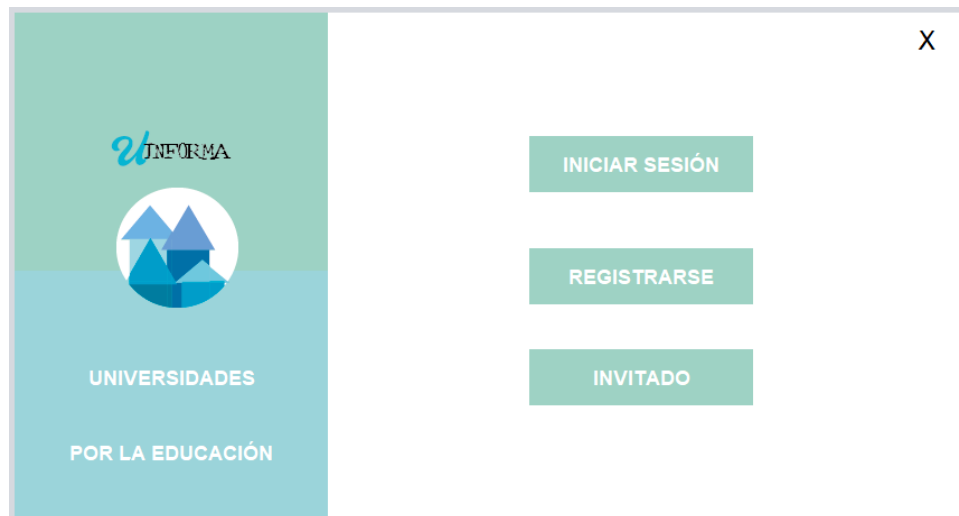 UINFORMA
UNIVERSIDADES
POR LA EDUCACIÓN
X
INICIAR SESIÓN
REGISTRARSE
INVITADO